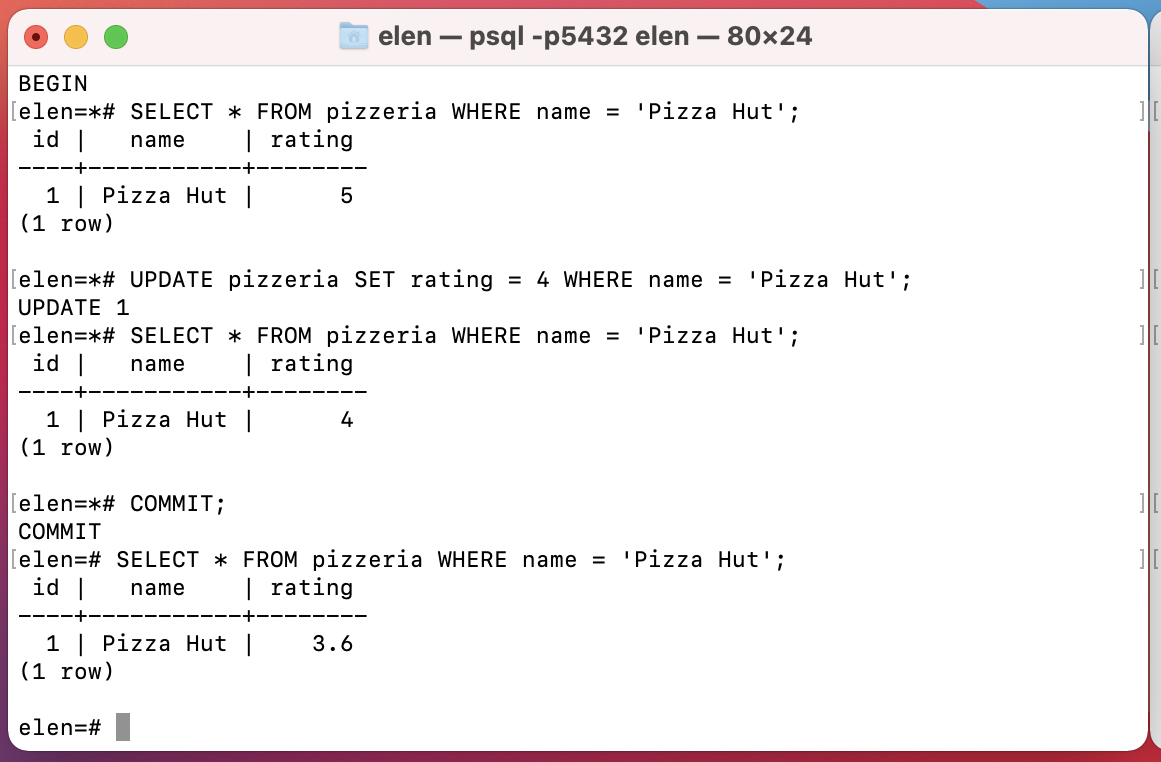 elen — psql -p5432 elen — 80×24
BEGIN
[elen=*# SELECT * FROM pizzeria WHERE name = 'Pizza Hut';                          ][
 id |   name    | rating
----+-----------+--------
  1 | Pizza Hut |      5
(1 row)

[elen=*# UPDATE pizzeria SET rating = 4 WHERE name = 'Pizza Hut';                  ][
UPDATE 1
[elen=*# SELECT * FROM pizzeria WHERE name = 'Pizza Hut';                          ][
 id |   name    | rating
----+-----------+--------
  1 | Pizza Hut |      4
(1 row)

[elen=*# COMMIT;                                                                   ][
COMMIT
[elen=# SELECT * FROM pizzeria WHERE name = 'Pizza Hut';                           ][
 id |   name    | rating
----+-----------+--------
  1 | Pizza Hut |    3.6
(1 row)

elen=#